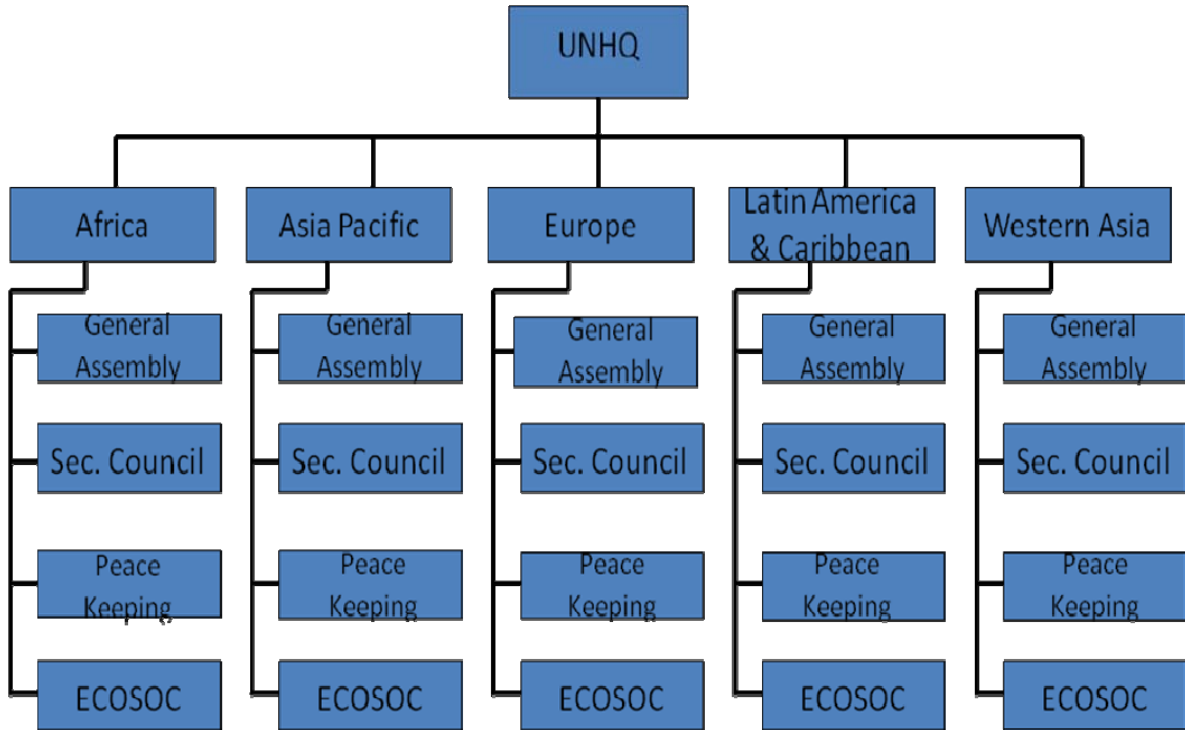 UNHQ
Africa
Asia Pacific
Europe
Latin America
& Caribbean
Western Asia
General
Assembly
General
Assembly
General
Assembly
General
Assembly
General
Assembly
Sec. Council
Sec. Council
Sec. Council
Sec. Council
Sec. Council
Peace
Keeping
Peace
Keeping
Peace
Keeping
Peace
Keeping
Peace
Keeping
ECOSOC
ECOSOC
ECOSOC
ECOSOC
ECOSOC